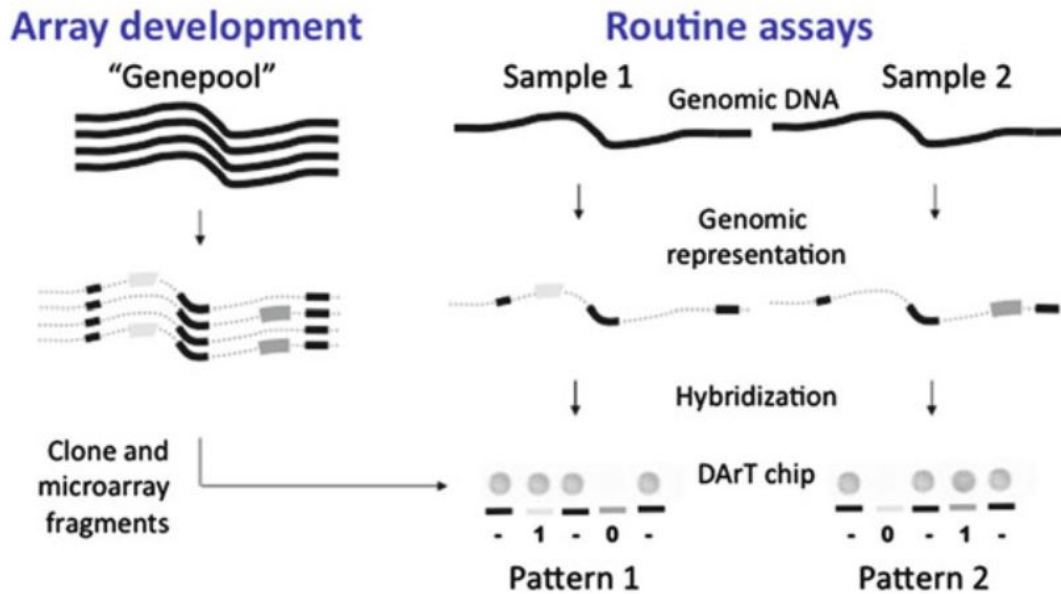 Array development
"Genepool"
Clone and
microarray
fragments
Routine assays
Sample 1
Genomic DNA
Sample 2
Genomic
representation
Hybridization
DArT chip
- 1 - 0 -
- 0 - 1 -
Pattern 1
Pattern 2